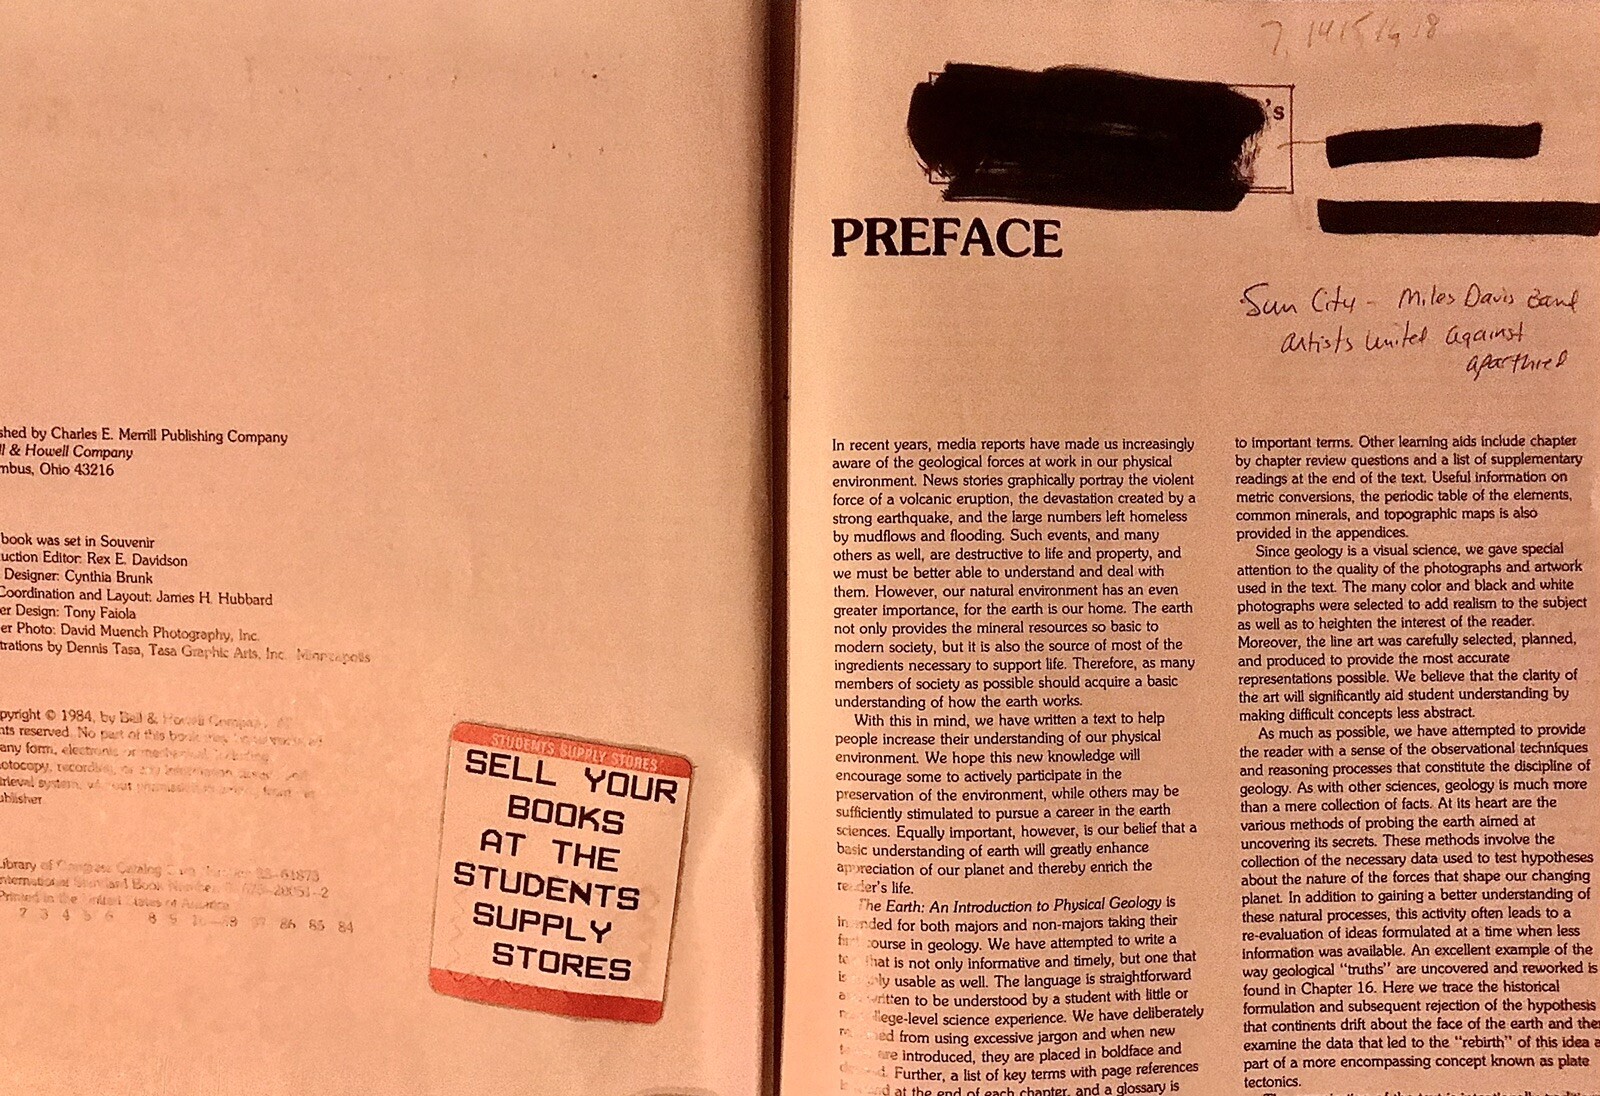 shed by Charles E. Merrill Publishing Company
ll & Howell Company
mbus, Ohio 43216
book was set in Souvenir
uction Editor: Rex E. Davidson
Designer: Cynthia Brunk
Coordination and Layout: James H. Hubbard
er Design: Tony Faiola
er Photo: David Muench Photography, Inc.
trations by Dennis Tasa, Tasa Graphic Arts, Inc. Minneapolis
pyright © 1984, by Bell & Howell Company. All
hts reserved. No part of this book
any form, electronic or mechanical,
otocopy, recording, or any information
trieval system, without permission
ublisher
Library of Congress Catalog
International Standard Book Number
Printed in the United States of America
86 85 84
STUDENTS SUPPLY STORES
SELL YOUR
BOOKS
AT THE
STUDENTS
SUPPLY
STORES
's
PREFACE
Sun City - Miles Davis Band
Artists United Against
Aparthied
In recent years, media reports have made us increasingly
aware of the geological forces at work in our physical
environment. News stories graphically portray the violent
force of a volcanic eruption, the devastation created by a
strong earthquake, and the large numbers left homeless
by mudflows and flooding. Such events, and many
others as well, are destructive to life and property, and
we must be better able to understand and deal with
them. However, our natural environment has an even
greater importance, for the earth is our home. The earth
not only provides the mineral resources so basic to
modern society, but it is also the source of most of the
ingredients necessary to support life. Therefore, as many
members of society as possible should acquire a basic
understanding of how the earth works.
With this in mind, we have written a text to help
people increase their understanding of our physical
environment. We hope this new knowledge will
encourage some to actively participate in the
preservation of the environment, while others may be
sufficiently stimulated to pursue a career in the earth
sciences. Equally important, however, is our belief that a
basic understanding of earth will greatly enhance
appreciation of our planet and thereby enrich the
reader's life.
The Earth: An Introduction to Physical Geology is
intended for both majors and non-majors taking their
first course in geology. We have attempted to write a
that is not only informative and timely, but one that
usable as well. The language is straightforward
written to be understood by a student with little or
college-level science experience. We have deliberately
from using excessive jargon and when new
are introduced, they are placed in boldface and
Further, a list of key terms with page references
at the end of each chapter, and a glossary is
to important terms. Other learning aids include chapter
by chapter review questions and a list of supplementary
readings at the end of the text. Useful information on
metric conversions, the periodic table of the elements,
common minerals, and topographic maps is also
provided in the appendices.
Since geology is a visual science, we gave special
attention to the quality of the photographs and artwork
used in the text. The many color and black and white
photographs were selected to add realism to the subject
as well as to heighten the interest of the reader.
Moreover, the line art was carefully selected, planned,
and produced to provide the most accurate
representations possible. We believe that the clarity of
the art will significantly aid student understanding by
making difficult concepts less abstract.
As much as possible, we have attempted to provide
the reader with a sense of the observational techniques
and reasoning processes that constitute the discipline of
geology. As with other sciences, geology is much more
than a mere collection of facts. At its heart are the
various methods of probing the earth aimed at
uncovering its secrets. These methods involve the
collection of the necessary data used to test hypotheses
about the nature of the forces that shape our changing
planet. In addition to gaining a better understanding of
these natural processes, this activity often leads to a
re-evaluation of ideas formulated at a time when less
information was available. An excellent example of the
way geological "truths" are uncovered and reworked is
found in Chapter 16. Here we trace the historical
formulation and subsequent rejection of the hypothesis
that continents drift about the face of the earth and the
examine the data that led to the "rebirth" of this idea a
part of a more encompassing concept known as plate
tectonics.